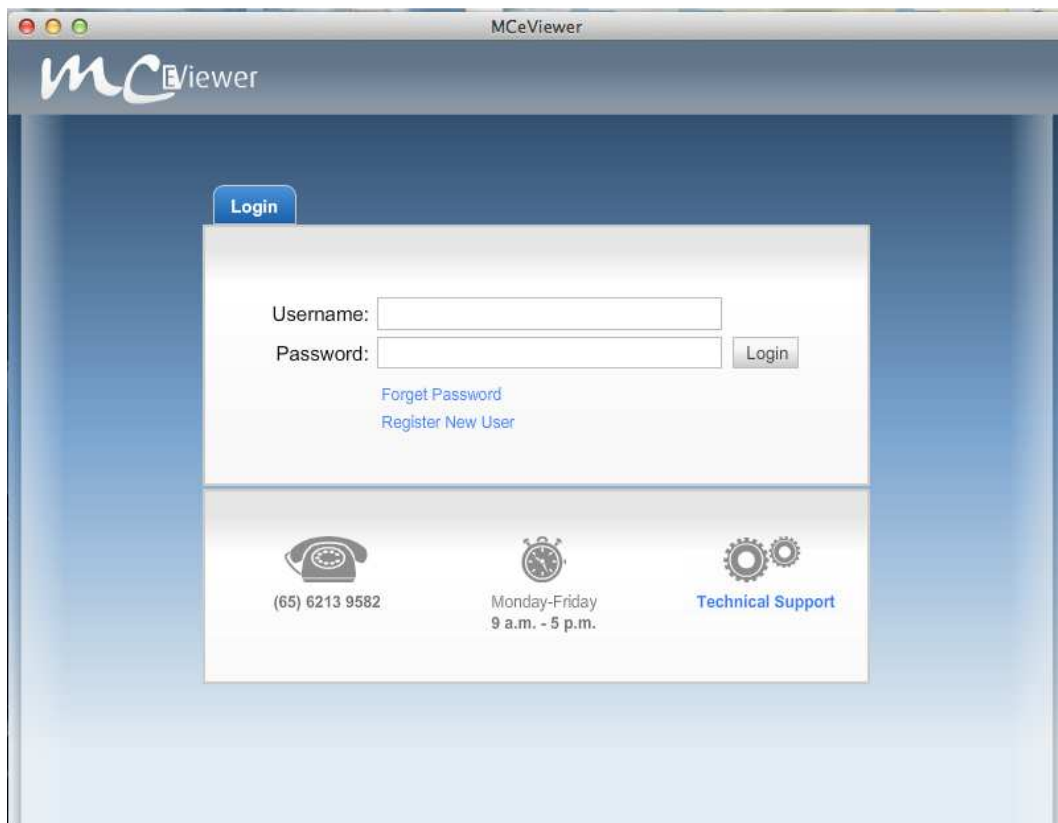 MCeViewer
MCEViewer
Login
Username:
Password:
Login
Forget Password
Register New User
(65) 6213 9582
Monday-Friday
9 a.m. - 5 p.m.
Technical Support